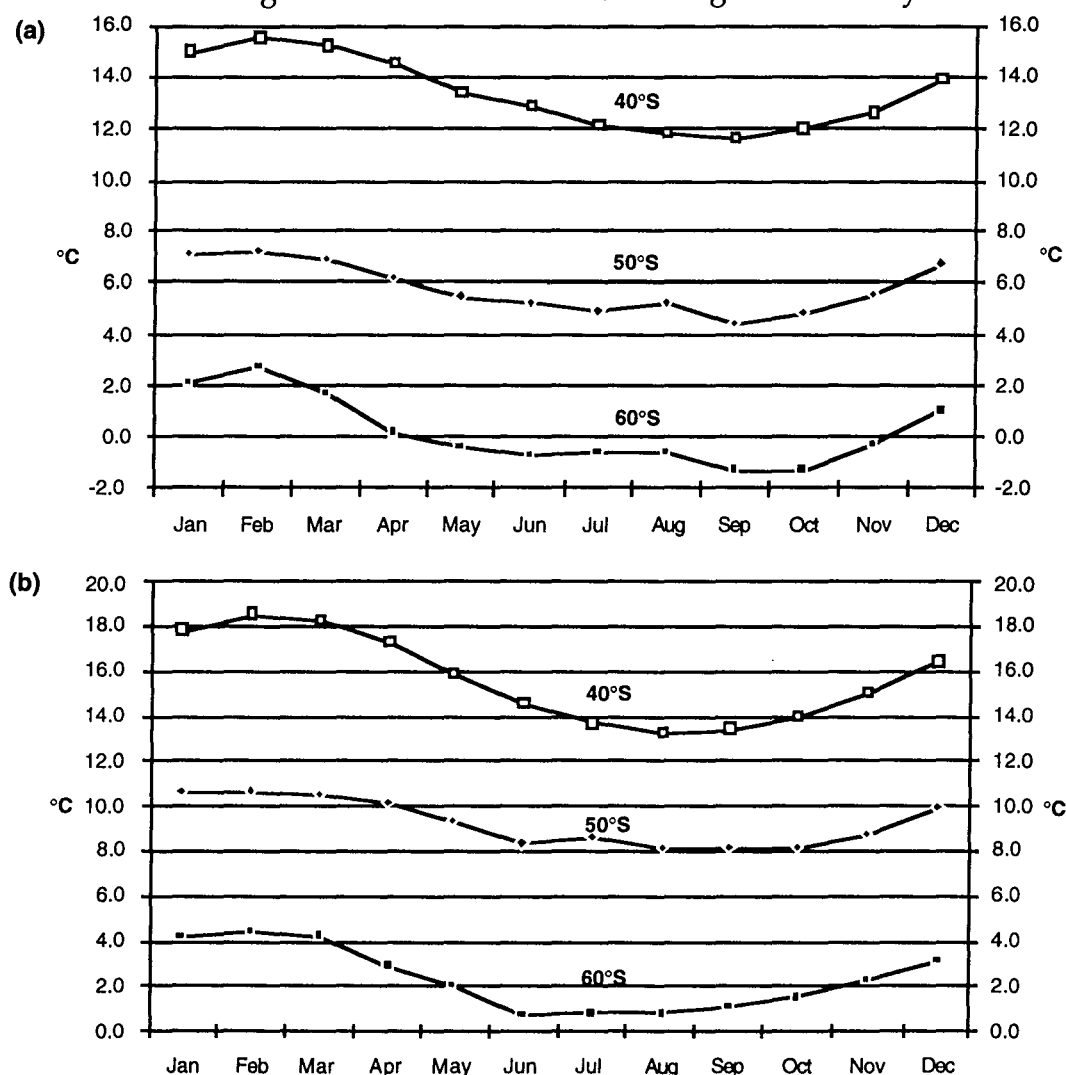 (a)
16.0 16.0
14.0 14.0
40°S
12.0 12.0
10.0 10.0
8.0 8.0
°C 50°S °C
6.0 6.0
4.0 4.0
2.0 2.0
60°S
0.0 0.0
-2.0 -2.0
Jan Feb Mar Apr May Jun Jul Aug Sep Oct Nov Dec
(b)
20.0 20.0
18.0 18.0
16.0 16.0
40°S
14.0 14.0
12.0 12.0
°C 10.0 10.0 °C
50°S
8.0 8.0
6.0 6.0
4.0 4.0
60°S
2.0 2.0
0.0 0.0
Jan Feb Mar Apr May Jun Jul Aug Sep Oct Nov Dec